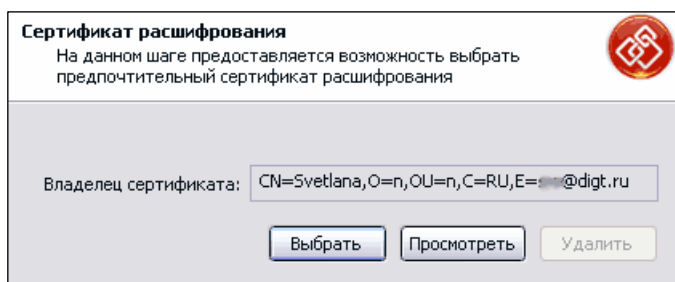 Сертификат расшифрования
На данном шаге предоставляется возможность выбрать
предпочтительный сертификат расшифрования
Владелец сертификата: CN=Svetlana,O=n,OU=n,C=RU,E= @digt.ru
Выбрать Просмотреть Удалить